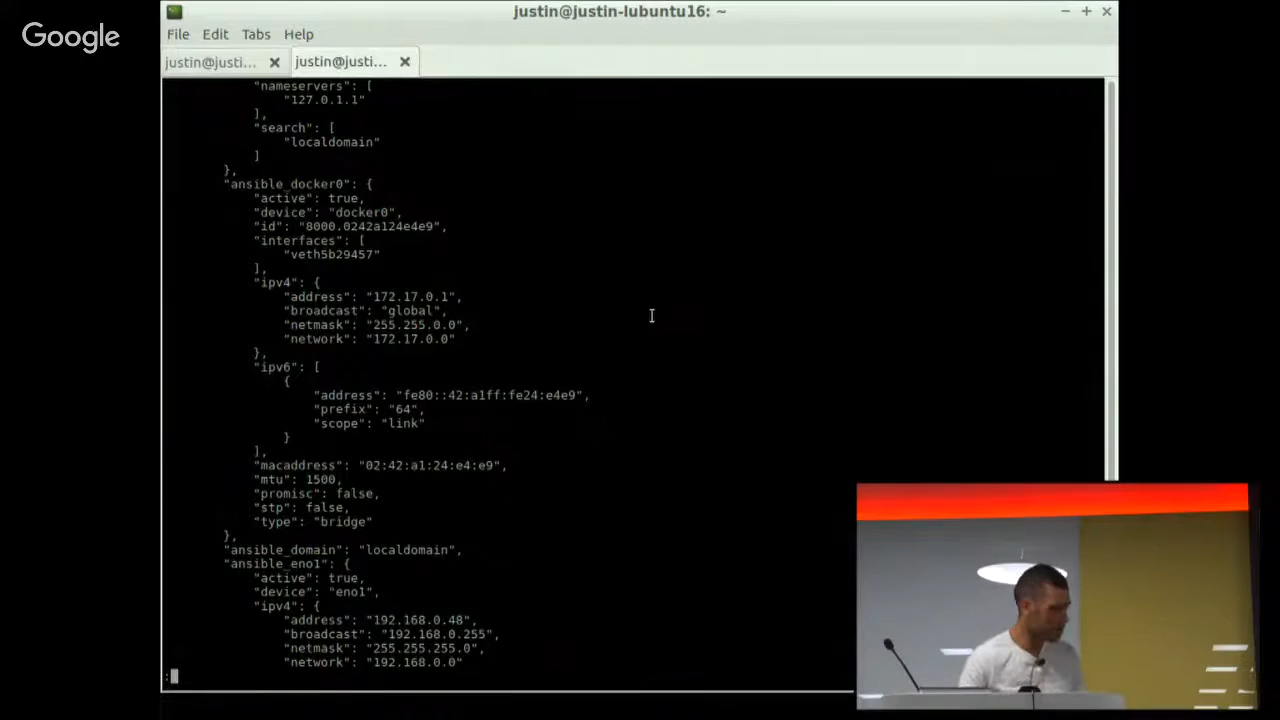 Google
justin@justin-lubuntu16: ~
File Edit Tabs Help
justin@justi... justin@justi...
"nameservers": [
"127.0.1.1"
],
"search": [
"localdomain"
]
},
"ansible_docker0": {
"active": true,
"device": "docker0",
"id": "8000.0242a124e4e9",
"interfaces": [
"veth5b29457"
],
"ipv4": {
"address": "172.17.0.1",
"broadcast": "global",
"netmask": "255.255.0.0",
"network": "172.17.0.0"
},
"ipv6": [
{
"address": "fe80::42:a1ff:fe24:e4e9",
"prefix": "64",
"scope": "link"
}
],
"macaddress": "02:42:a1:24:e4:e9",
"mtu": 1500,
"promisc": false,
"stp": false,
"type": "bridge"
},
"ansible_domain": "localdomain",
"ansible_eno1": {
"active": true,
"device": "eno1",
"ipv4": {
"address": "192.168.0.48",
"broadcast": "192.168.0.255",
"netmask": "255.255.255.0",
"network": "192.168.0.0"
: